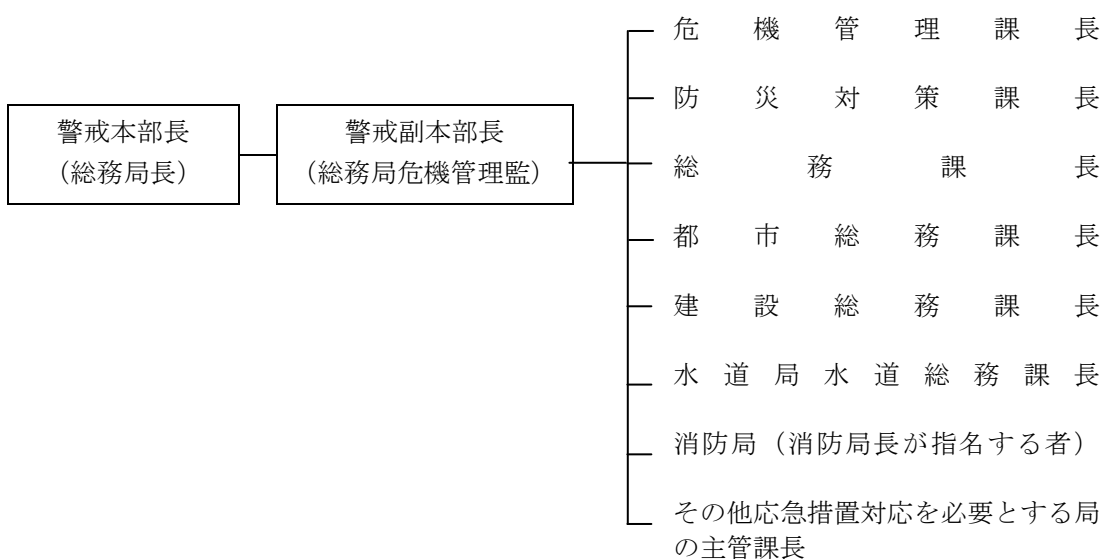 警戒本部長
（総務局長）
警戒副本部長
（総務局危機管理監）
危機管理課長
防災対策課長
総務課長
都市総務課長
建設総務課長
水道局水道総務課長
消防局（消防局長が指名する者）
その他応急措置対応を必要とする局
の主管課長